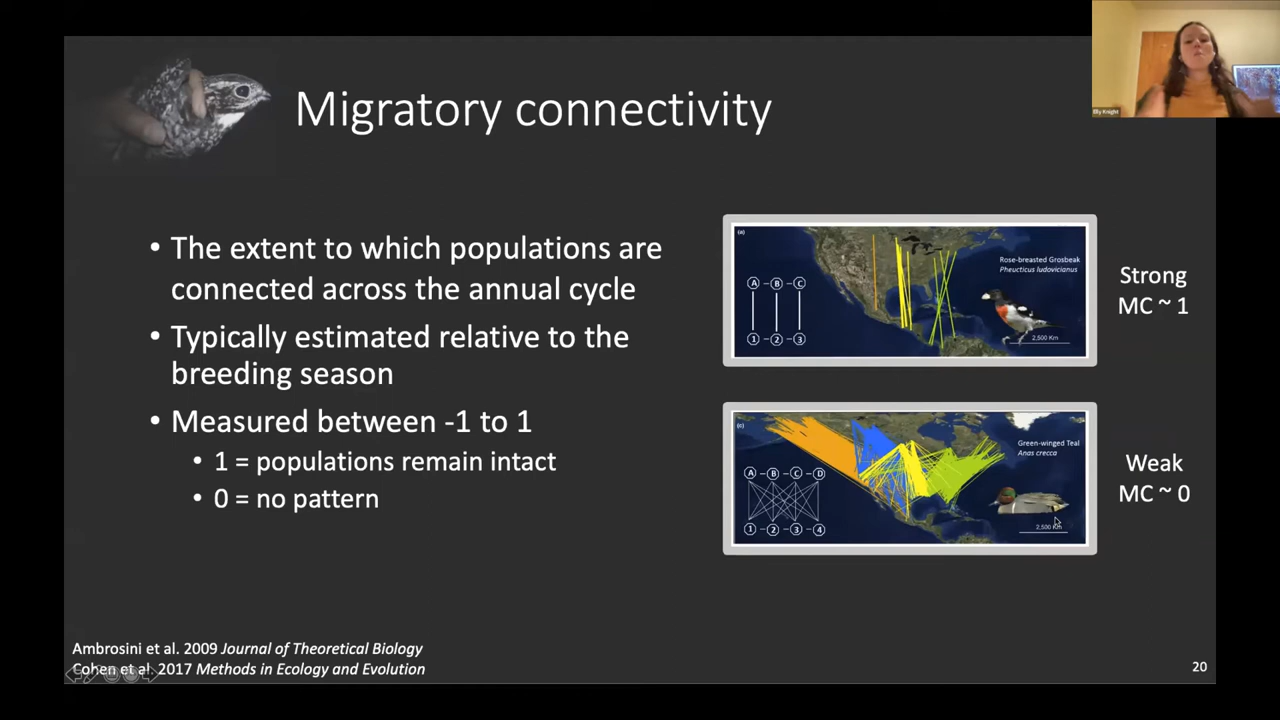 Elly Knight
Migratory connectivity
• The extent to which populations are
connected across the annual cycle
• Typically estimated relative to the
breeding season
• Measured between -1 to 1
• 1 = populations remain intact
• 0 = no pattern
(a)
Rose-breasted Grosbeak
Pheucticus ludovicianus
A B C
1 2 3
2,500 Km
Strong
MC ~ 1
(e)
Green-winged Teal
Anas crecca
A B C D
1 2 3 4
2,500 Km
Weak
MC ~ 0
Ambrosini et al. 2009 Journal of Theoretical Biology
Cohen et al. 2017 Methods in Ecology and Evolution
20